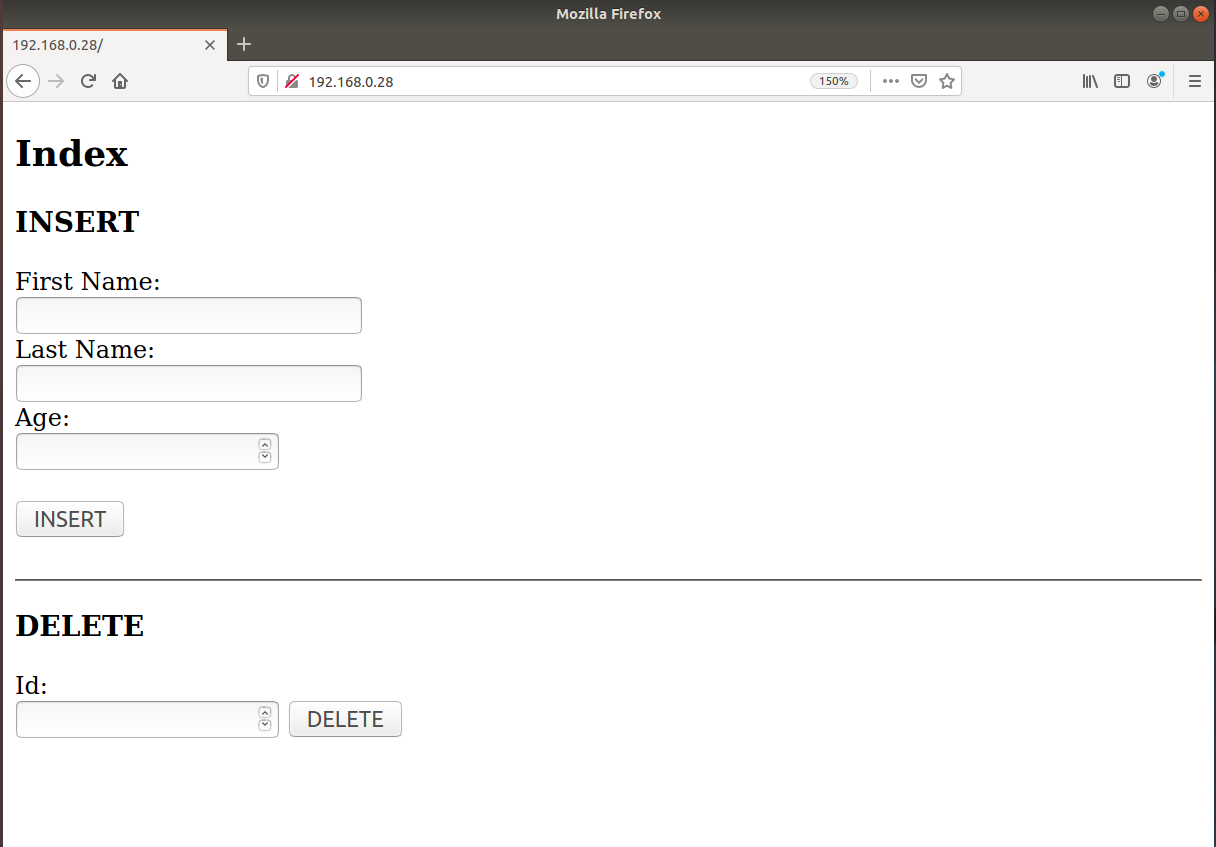 Mozilla Firefox
192.168.0.28/
192.168.0.28
150%
Index
INSERT
First Name:
Last Name:
Age:
INSERT
DELETE
Id:
DELETE